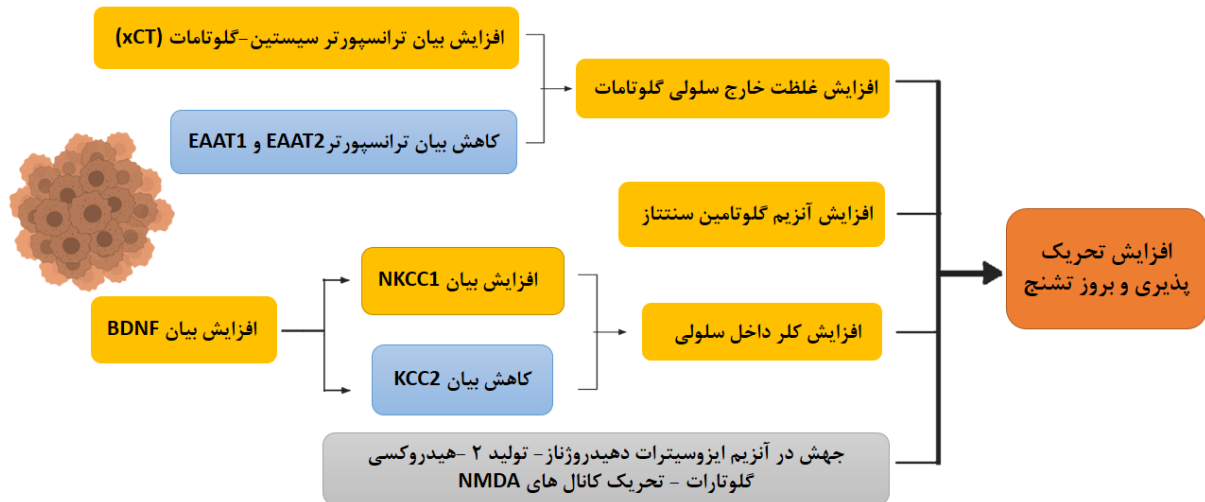 افزایش بیان ترانسپورتر سیستین-گلوتامات (xCT)
افزایش غلظت خارج سلولی گلوتامات
کاهش بیان ترانسپورترEAAT2 و EAAT1
افزایش آنزیم گلوتامین سنتتاز
افزایش تحریک
پذیری و بروز تشنج
افزایش بیان NKCC1
افزایش بیان BDNF
افزایش کلر داخل سلولی
کاهش بیان KCC2
جهش در آنزیم ایزوسیترات دهیدروژناز- تولید ۲ -هیدروکسی
گلوتارات - تحریک کانال های NMDA